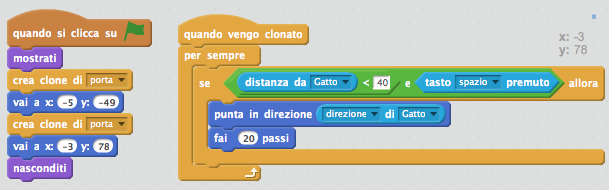 quando si clicca su
mostrati
crea clone di porta
vai a x: -5 y: -49
crea clone di porta
vai a x: -3 y: 78
nasconditi
quando vengo clonato
per sempre
se distanza da Gatto < 40 e tasto spazio premuto allora
punta in direzione direzione di Gatto
fai 20 passi
x: -3
y: 78